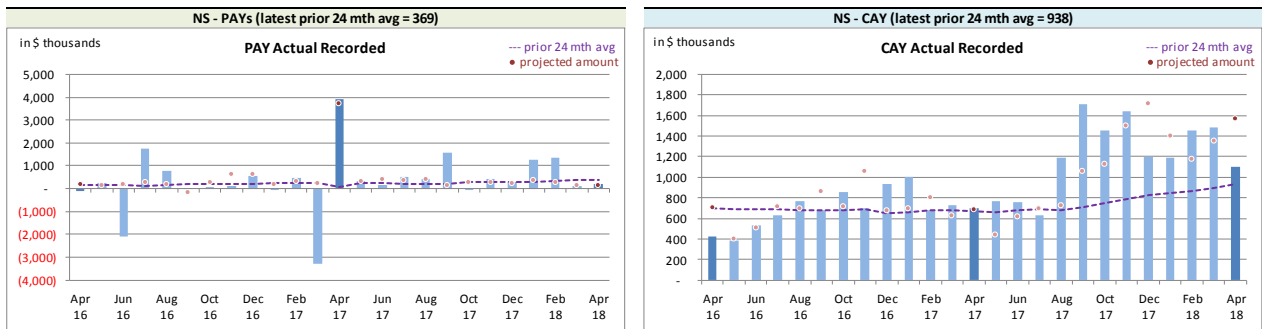 NS - PAYs (latest prior 24 mth avg = 369)
in $ thousands
PAY Actual Recorded
--- prior 24 mth avg
• projected amount
5,000
4,000
3,000
2,000
1,000
-
(1,000)
(2,000)
(3,000)
(4,000)
Apr Jun Aug Oct Dec Feb Apr Jun Aug Oct Dec Feb Apr
16 16 16 16 16 17 17 17 17 17 17 18 18
NS - CAY (latest prior 24 mth avg = 938)
in $ thousands
CAY Actual Recorded
--- prior 24 mth avg
• projected amount
2,000
1,800
1,600
1,400
1,200
1,000
800
600
400
200
-
Apr Jun Aug Oct Dec Feb Apr Jun Aug Oct Dec Feb Apr
16 16 16 16 16 17 17 17 17 17 17 18 18